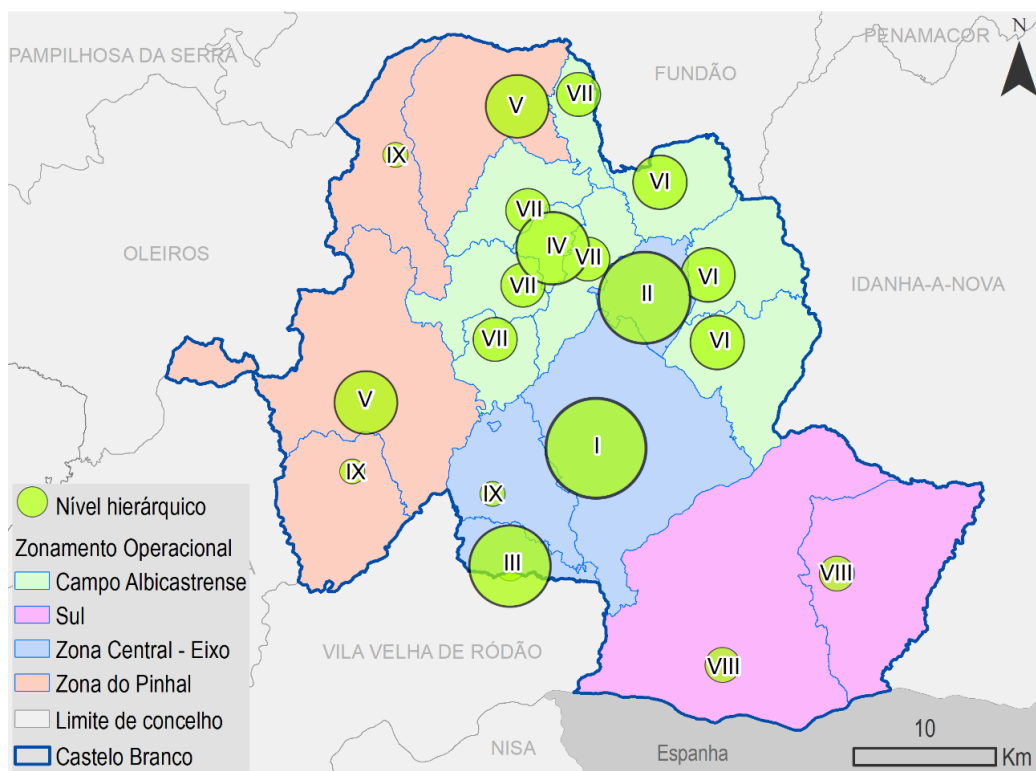 PAMPILHOSA DA SERRA
PENAMACOR
FUNDÃO
N
V
VII
IX
VI
VII
IV
VII
OLEIROS
VI
IDANHA-A-NOVA
VII
II
VII
VI
V
I
IX
IX
III
VIII
VIII
VILA VELHA DE RÓDÃO
NISA
Espanha
10
Km
Nível hierárquico
Zonamento Operacional
Campo Albicastrense
Sul
Zona Central - Eixo
Zona do Pinhal
Limite de concelho
Castelo Branco